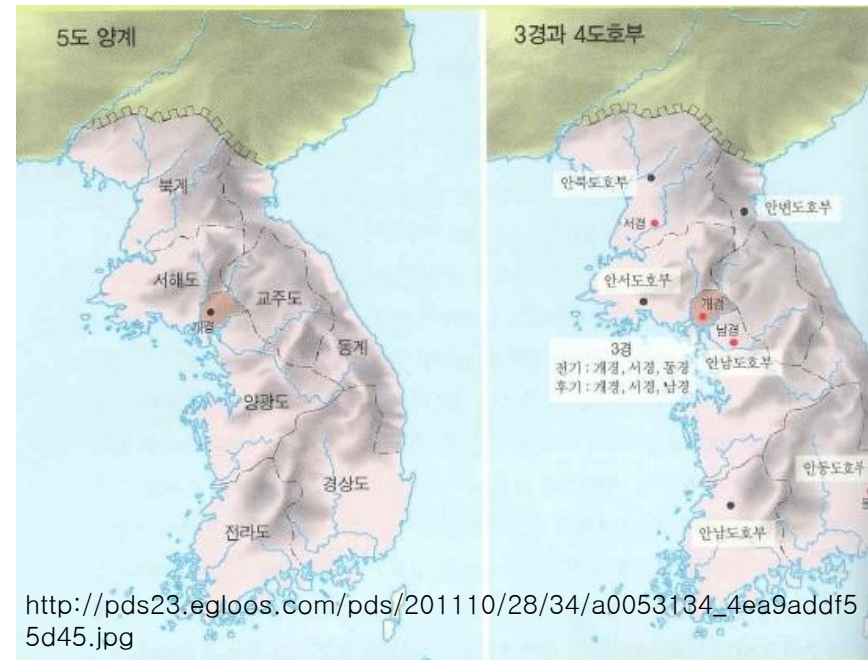 5도 양계
북계
서해도
교주도
개경
동계
양광도
경상도
전라도
3경과 4도호부
안북도호부
안변도호부
서경
안서도호부
개경
남경
3경
전기 : 개경, 서경, 동경
후기 : 개경, 서경, 남경
안남도호부
안동도호부
안남도호부
http://pds23.egloos.com/pds/201110/28/34/a0053134_4ea9addf5
5d45.jpg